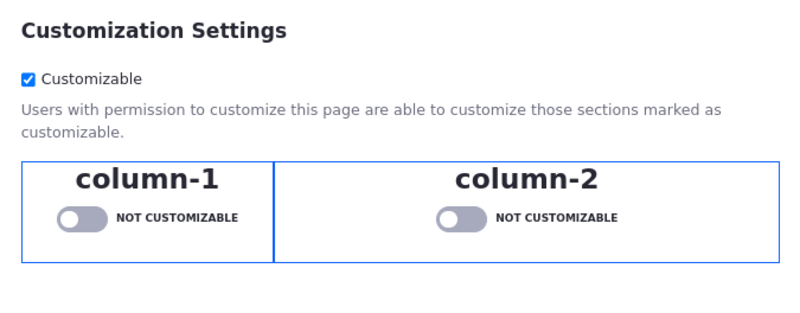 Customization Settings
Customizable
Users with permission to customize this page are able to customize those sections marked as
customizable.
column-1
NOT CUSTOMIZABLE
column-2
NOT CUSTOMIZABLE